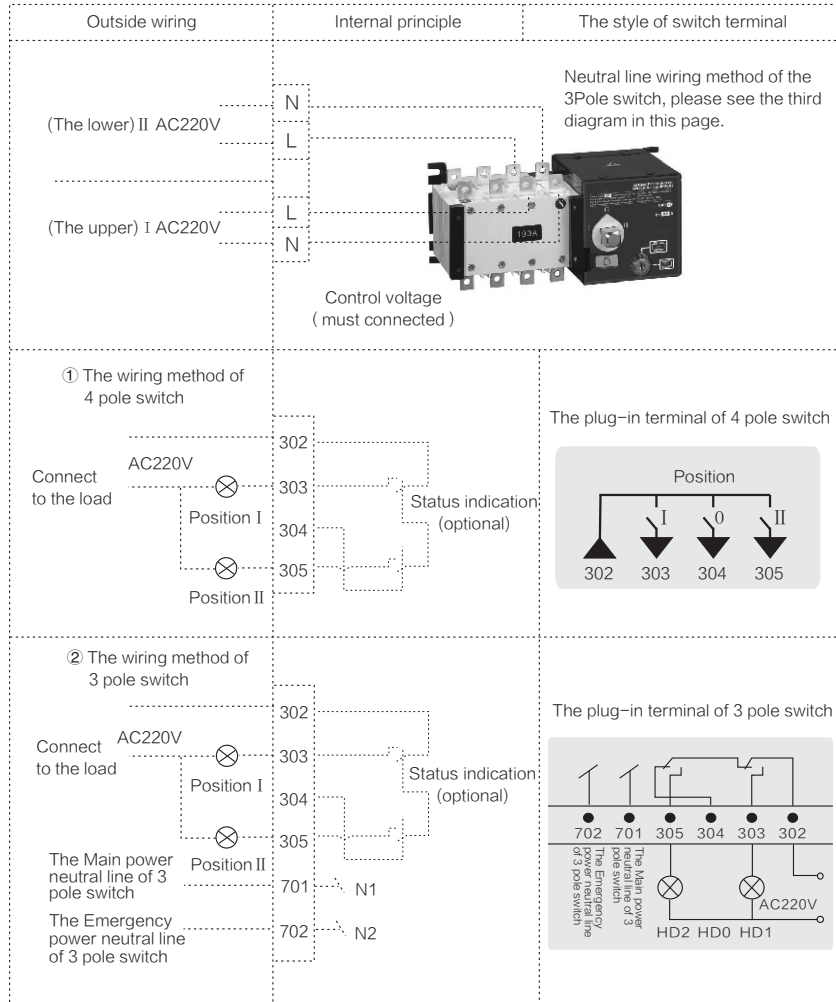 Outside wiring
Internal principle
The style of switch terminal
Neutral line wiring method of the
3Pole switch, please see the third
diagram in this page.
(The lower) II AC220V
N
L
(The upper) I AC220V
L
N
100A
Control voltage
( must connected )
① The wiring method of
4 pole switch
AC220V
Connect
to the load
Position I
Position II
302
303
304
305
Status indication
(optional)
The plug-in terminal of 4 pole switch
Position
I
0
II
302 303 304 305
② The wiring method of
3 pole switch
AC220V
Connect
to the load
Position I
Position II
The Main power
neutral line of 3
pole switch
The Emergency
power neutral line
of 3 pole switch
302
303
304
305
701
702
N1
N2
Status indication
(optional)
The plug-in terminal of 3 pole switch
702 701 305 304 303 302
The Emergency
power neutral line
of 3 pole switch
The Main power
neutral line of 3
pole switch
AC220V
HD2 HD0 HD1